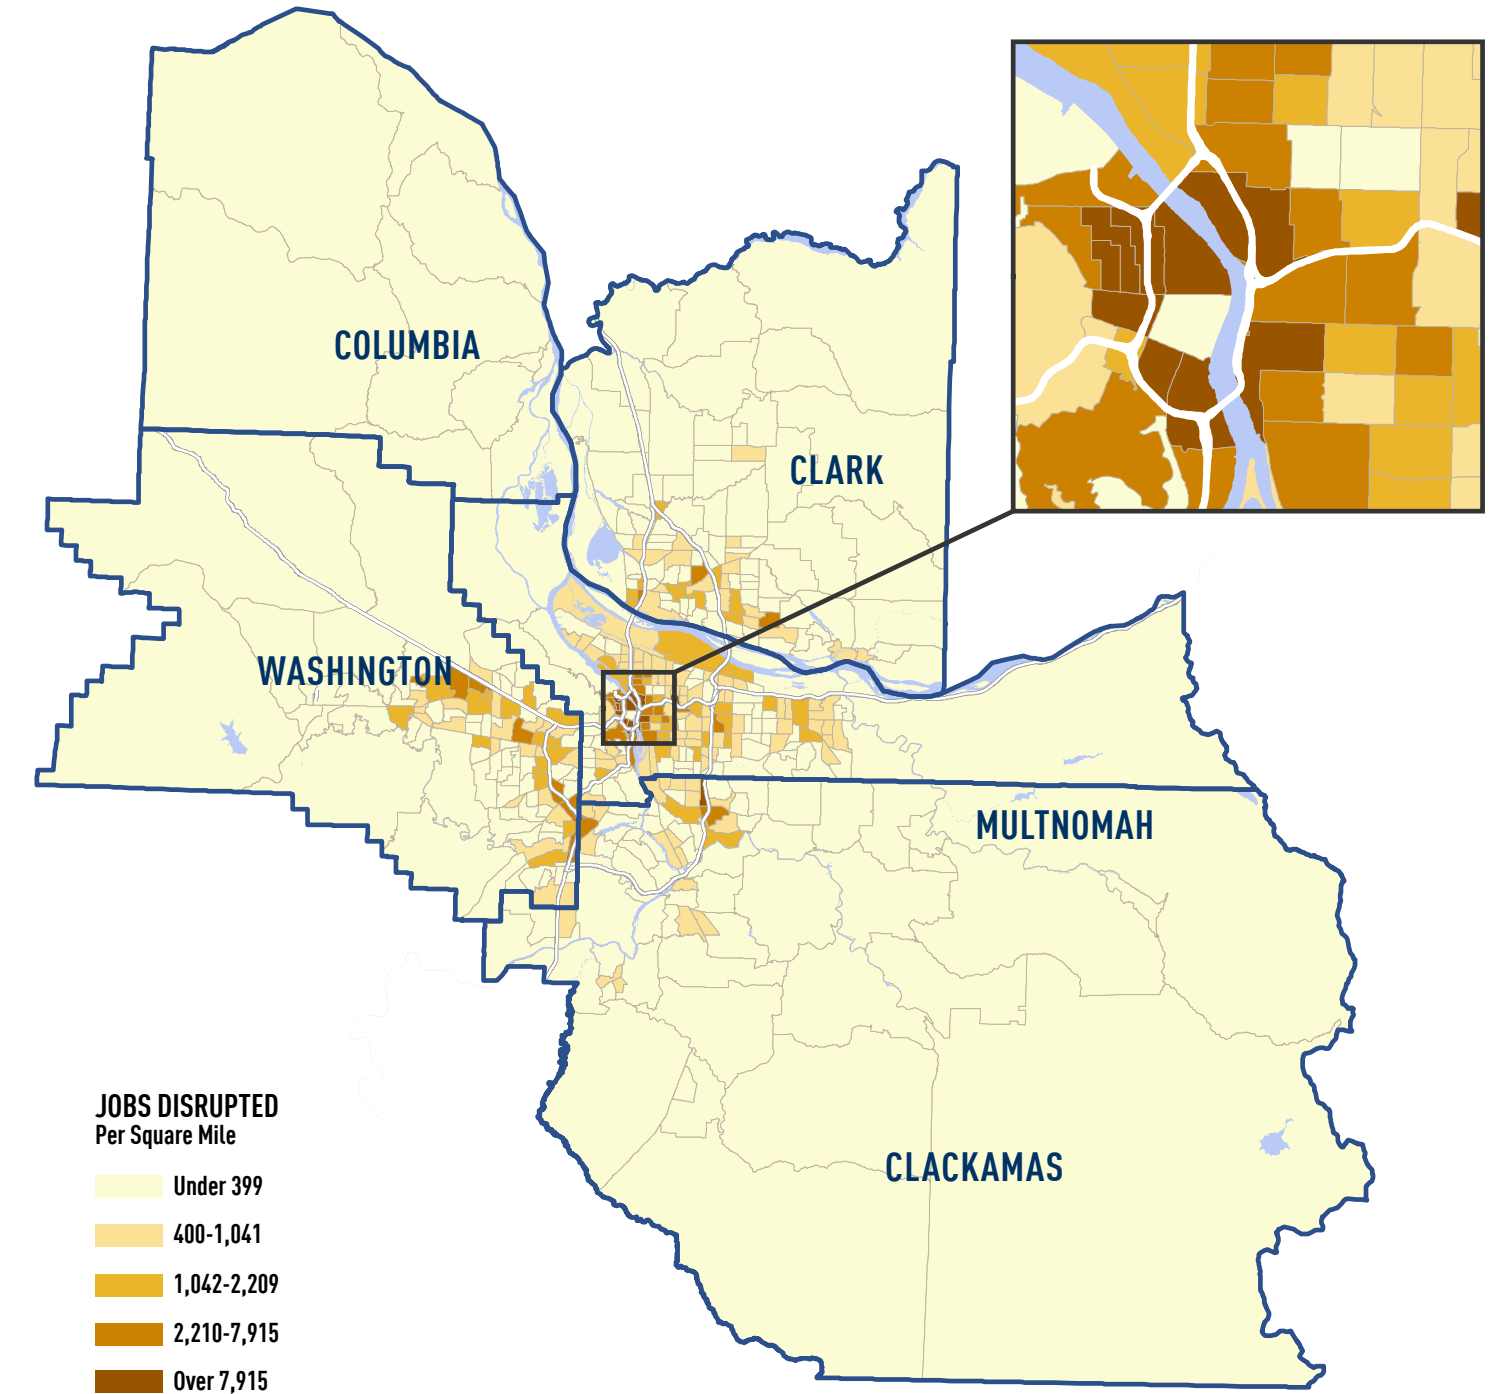 COLUMBIA
CLARK
WASHINGTON
MULTNOMAH
CLACKAMAS
JOBS DISRUPTED
Per Square Mile
Under 399
400-1,041
1,042-2,209
2,210-7,915
Over 7,915